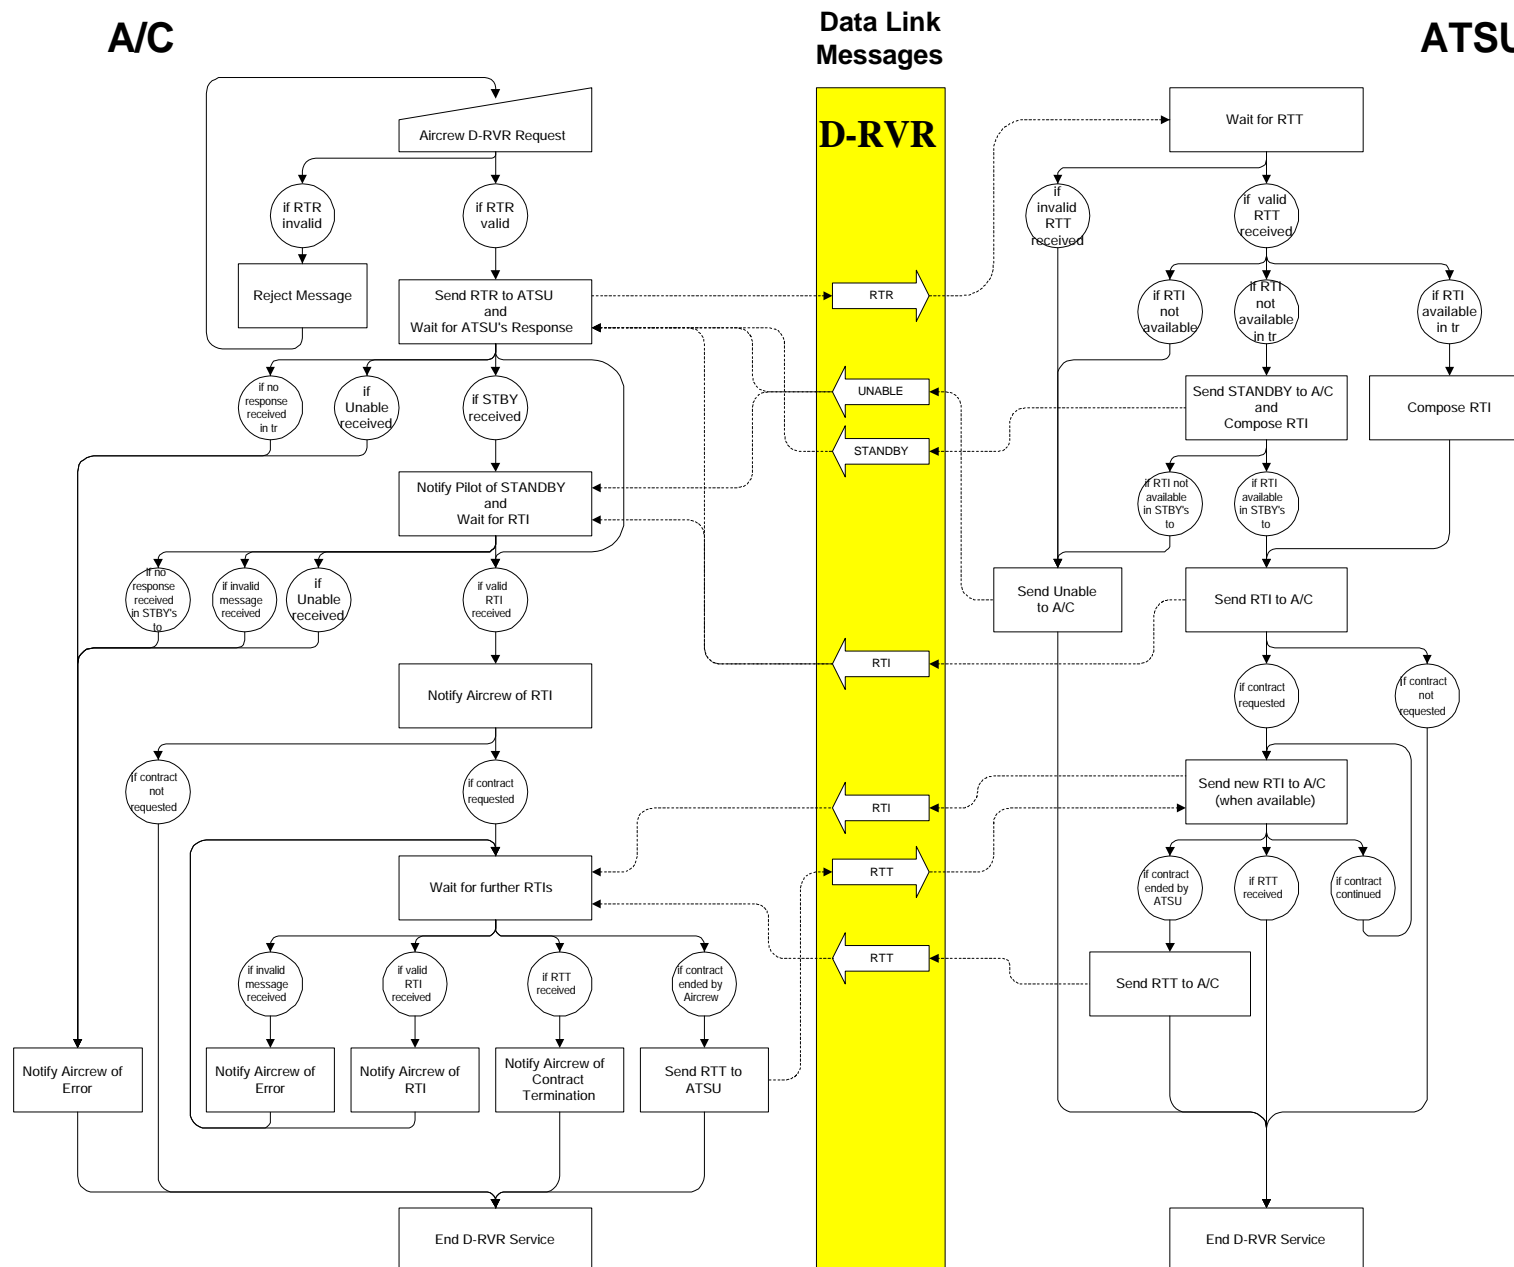 A/C
Data Link
Messages
ATSU
D-RVR
Aircrew D-RVR Request
if RTR
invalid
if RTR
valid
Reject Message
Send RTR to ATSU
and
Wait for ATSU's Response
if no
response
received
in tr
if
Unable
received
if STBY
received
Notify Pilot of STANDBY
and
Wait for RTI
if no
response
received
in STBY's
to
if invalid
message
received
if
Unable
received
if valid
RTI
received
Notify Aircrew of RTI
if contract
not
requested
if contract
requested
Wait for further RTIs
if invalid
message
received
if valid
RTI
received
if RTT
received
if contract
ended by
Aircrew
Notify Aircrew of
Error
Notify Aircrew of
Error
Notify Aircrew of
RTI
Notify Aircrew of
Contract
Termination
Send RTT to
ATSU
End D-RVR Service
RTR
UNABLE
STANDBY
RTI
RTI
RTT
RTT
Wait for RTT
if
invalid
RTT
received
if valid
RTT
received
if RTI
not
available
if RTI
not
available
in tr
if RTI
available
in tr
Send STANDBY to A/C
and
Compose RTI
Compose RTI
if RTI not
available
in STBY's
to
if RTI
available
in STBY's
to
Send Unable
to A/C
Send RTI to A/C
if contract
requested
if contract
not
requested
Send new RTI to A/C
(when available)
if contract
ended by
ATSU
if RTT
received
if contract
continued
Send RTT to A/C
End D-RVR Service